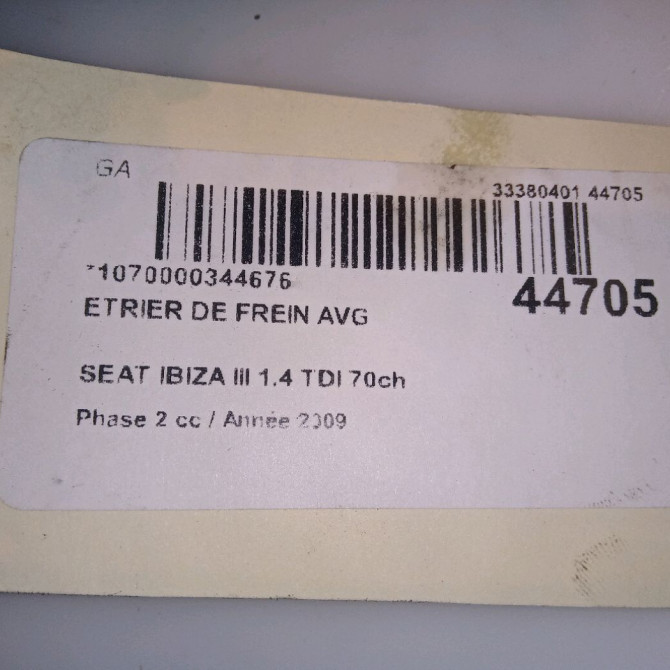 GA
33380401 44705
*1070000344676
44705
ETRIER DE FREIN AVG
SEAT IBIZA III 1.4 TDI 70ch
Phase 2 cc / Année 2009